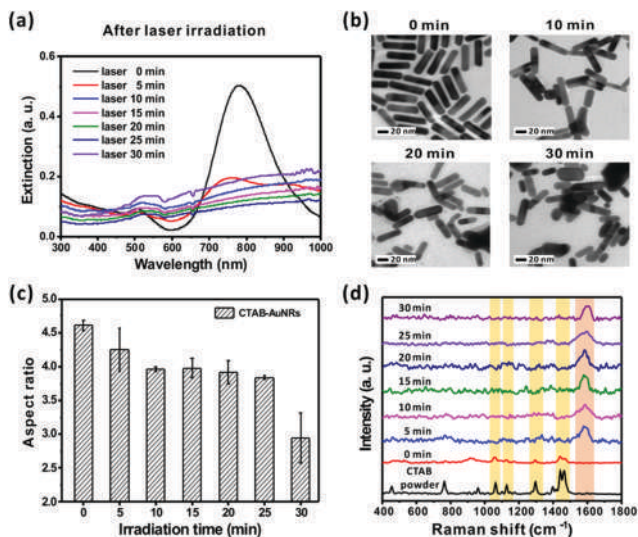 (a)
After laser irradiation
Extinction (a. u.)
0.6
0.4
0.2
0.0
laser 0 min
laser 5 min
laser 10 min
laser 15 min
laser 20 min
laser 25 min
laser 30 min
300 400 500 600 700 800 900 1000
Wavelength (nm)
(b)
0 min 10 min
20 nm 20 nm
20 min 30 min
20 nm 20 nm
(c)
CTAB-AuNRs
Aspect ratio
5.0
4.5
4.0
3.5
3.0
2.5
2.0
0 5 10 15 20 25 30
Irradiation time (min)
(d)
Intensity (a. u.)
30 min
25 min
20 min
15 min
10 min
5 min
0 min
CTAB
powder
400 600 800 1000 1200 1400 1600 1800
Raman shift (cm⁻¹)